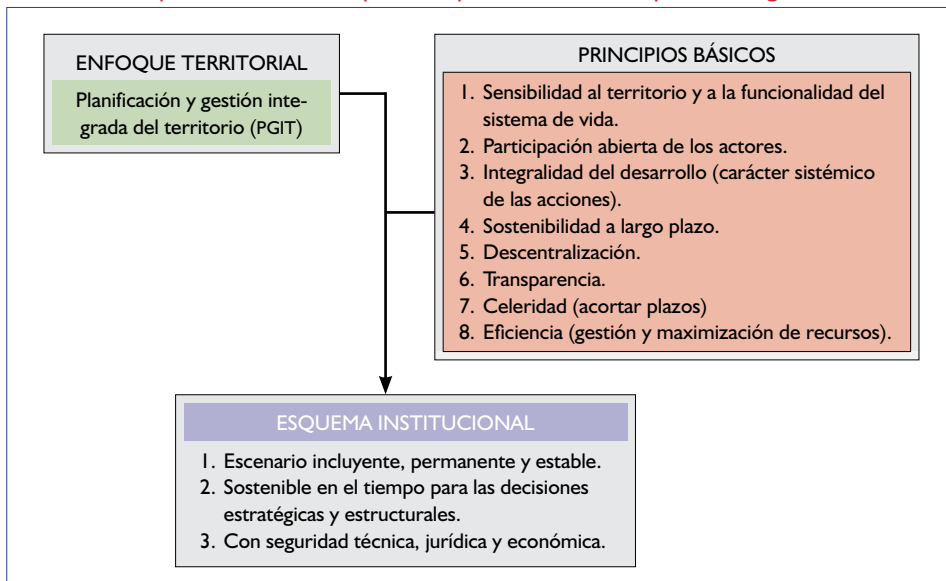 ENFOQUE TERRITORIAL
Planificación y gestión inte-
grada del territorio (PGIT)
PRINCIPIOS BÁSICOS
1. Sensibilidad al territorio y a la funcionalidad del
sistema de vida.
2. Participación abierta de los actores.
3. Integralidad del desarrollo (carácter sistémico
de las acciones).
4. Sostenibilidad a largo plazo.
5. Descentralización.
6. Transparencia.
7. Celeridad (acortar plazos)
8. Eficiencia (gestión y maximización de recursos).
ESQUEMA INSTITUCIONAL
1. Escenario incluyente, permanente y estable.
2. Sostenible en el tiempo para las decisiones
estratégicas y estructurales.
3. Con seguridad técnica, jurídica y económica.